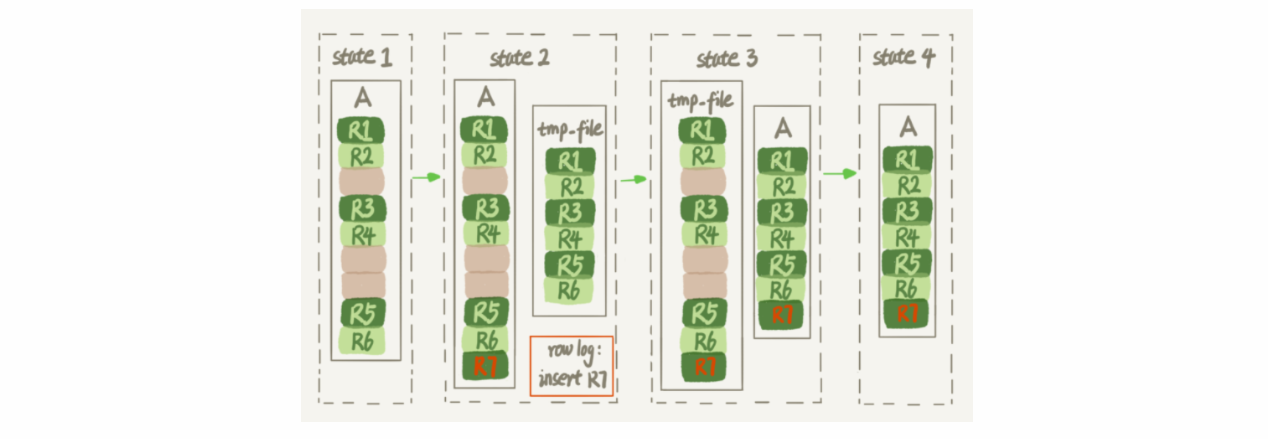 state 1
A
R1
R2
R3
R4
R5
R6
state 2
A
R1
R2
R3
R4
R5
R6
R7
tmp-file
R1
R2
R3
R4
R5
R6
row log:
insert R7
state 3
tmp-file
R1
R2
R3
R4
R5
R6
R7
A
R1
R2
R3
R4
R5
R6
R7
state 4
A
R1
R2
R3
R4
R5
R6
R7